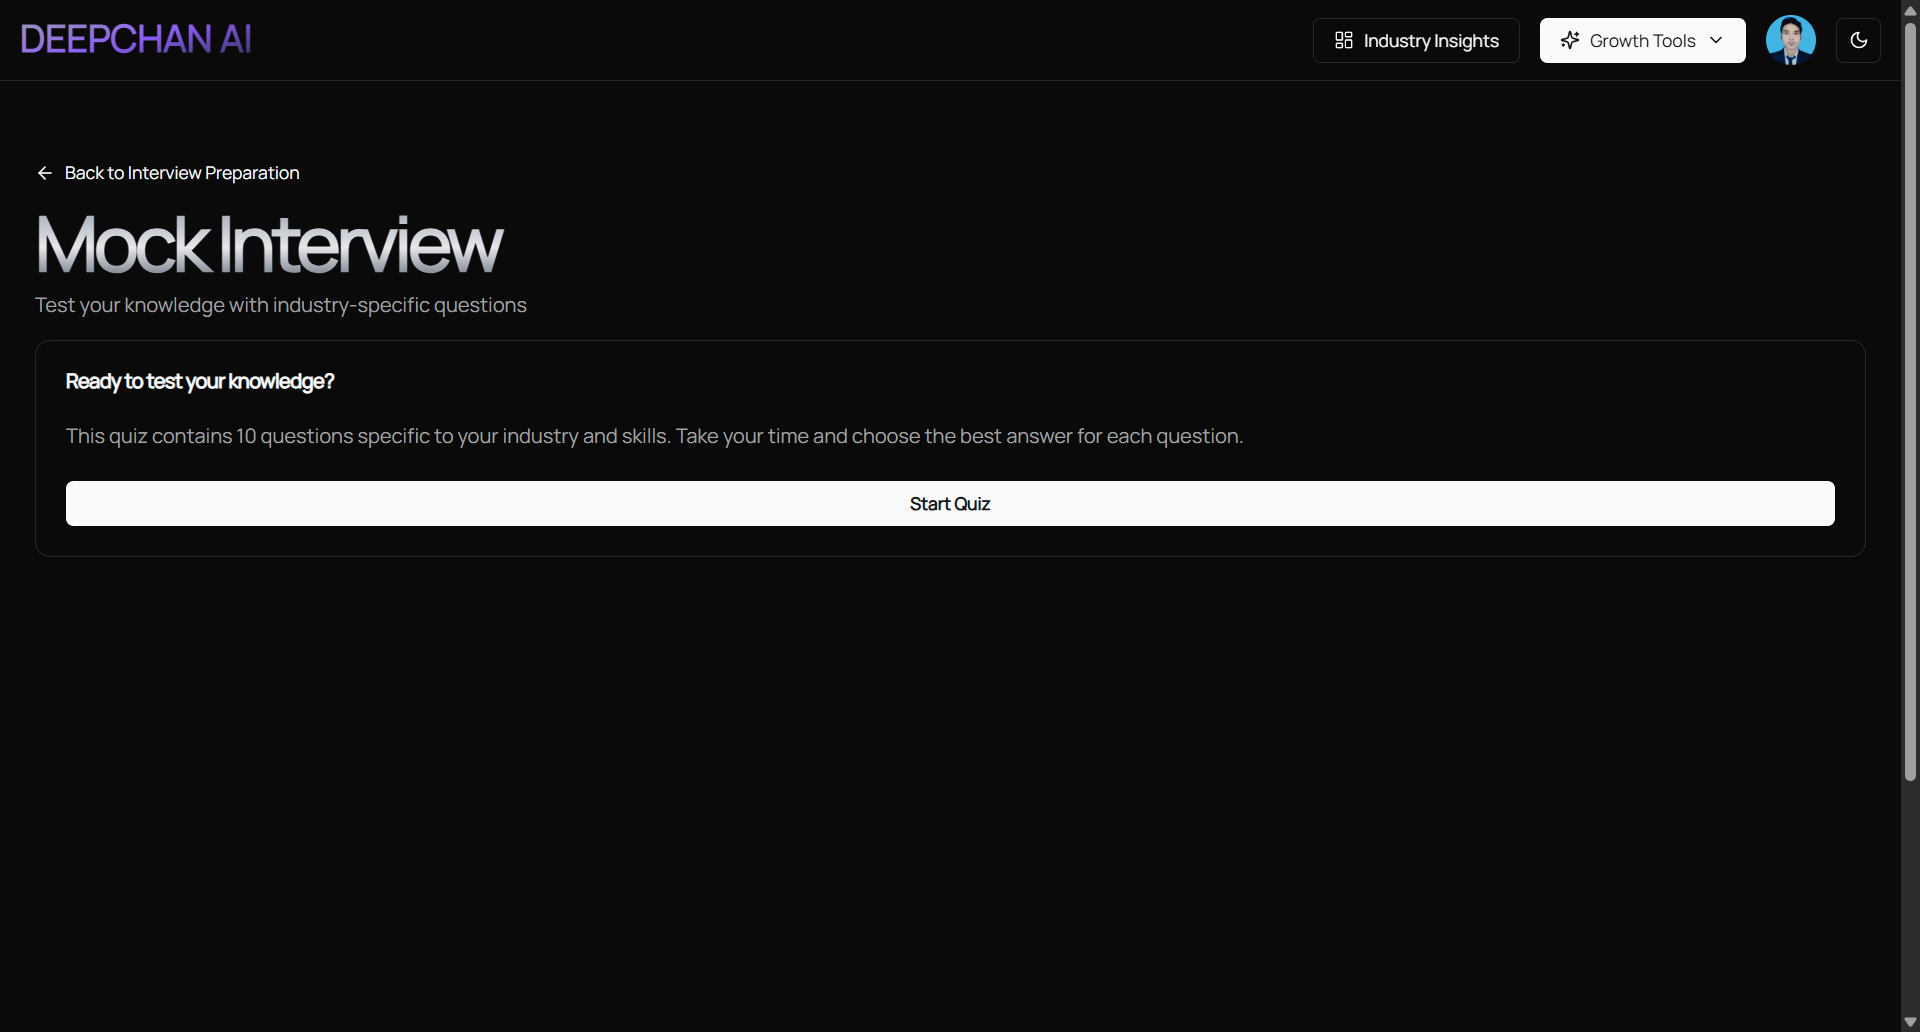 DEEPCHAN AI
Industry Insights
Growth Tools
Back to Interview Preparation
Mock Interview
Test your knowledge with industry-specific questions
Ready to test your knowledge?
This quiz contains 10 questions specific to your industry and skills. Take your time and choose the best answer for each question.
Start Quiz